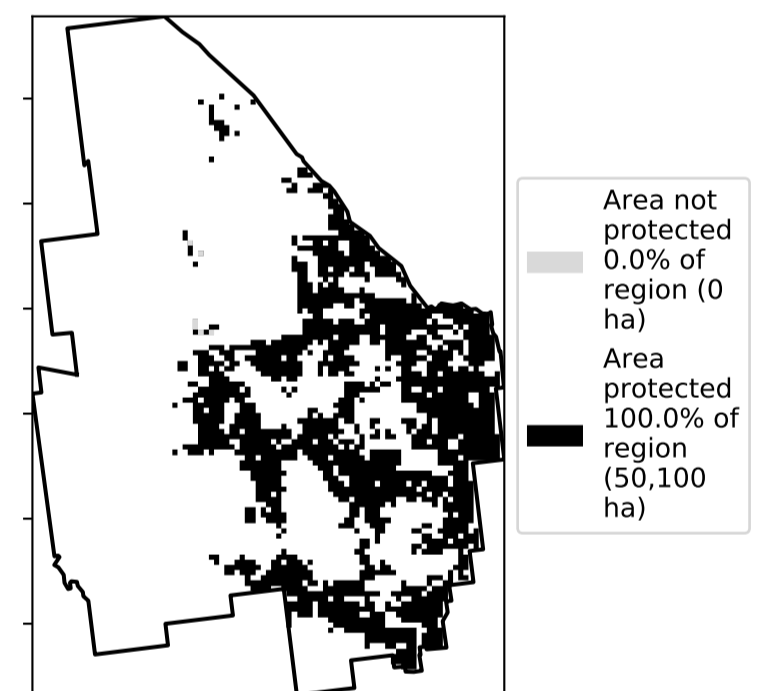 Area not
protected
0.0% of
region (0
ha)
Area
protected
100.0% of
region
(50,100
ha)